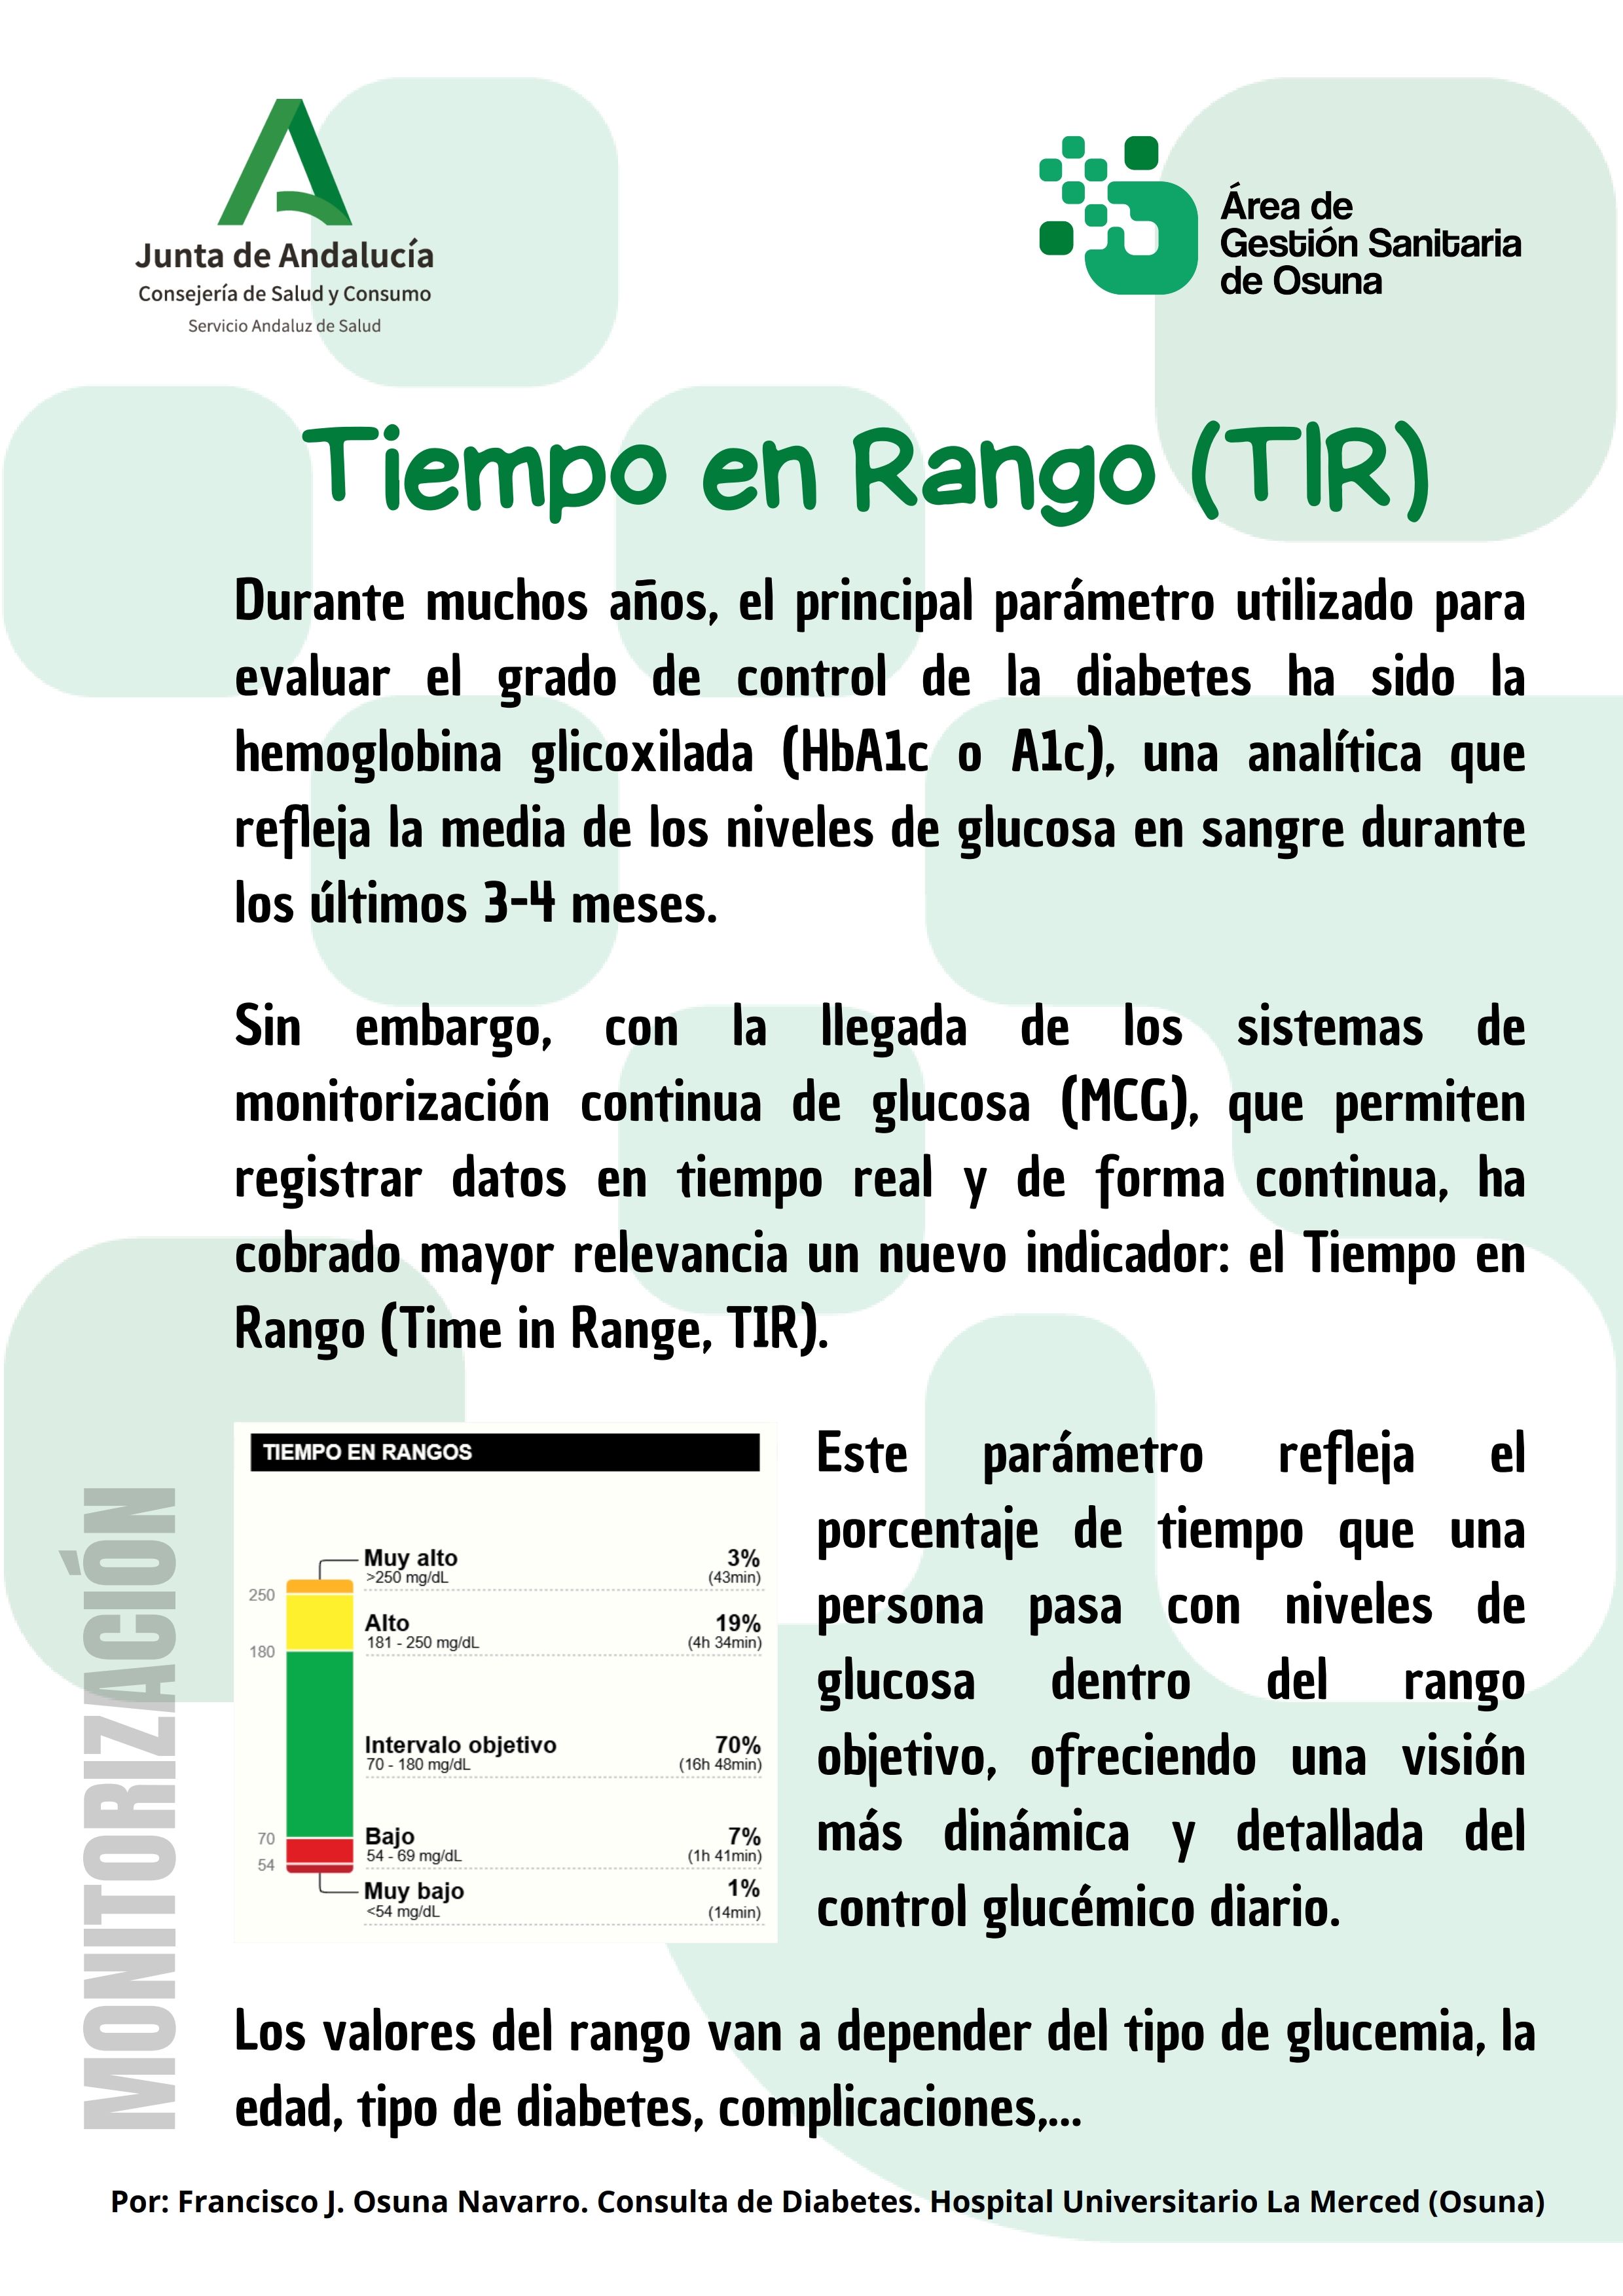 Junta de Andalucía
Consejería de Salud y Consumo
Servicio Andaluz de Salud
Área de
Gestión Sanitaria
de Osuna
Tiempo en Rango (TIR)
Durante muchos años, el principal parámetro utilizado para
evaluar el grado de control de la diabetes ha sido la
hemoglobina glicoxilada (HbA1c o A1c), una analítica que
refleja la media de los niveles de glucosa en sangre durante
los últimos 3-4 meses.
Sin embargo, con la llegada de los sistemas de
monitorización continua de glucosa (MCG), que permiten
registrar datos en tiempo real y de forma continua, ha
cobrado mayor relevancia un nuevo indicador: el Tiempo en
Rango (Time in Range, TIR).
TIEMPO EN RANGOS
Muy alto 3%
>250 mg/dL (43min)
250
Alto 19%
181 - 250 mg/dL (4h 34min)
180
Intervalo objetivo 70%
70 - 180 mg/dL (16h 48min)
70
Bajo 7%
54 - 69 mg/dL (1h 41min)
54
Muy bajo 1%
<54 mg/dL (14min)
Este parámetro refleja el
porcentaje de tiempo que una
persona pasa con niveles de
glucosa dentro del rango
objetivo, ofreciendo una visión
más dinámica y detallada del
control glucémico diario.
MONITORIZACIÓN
Los valores del rango van a depender del tipo de glucemia, la
edad, tipo de diabetes, complicaciones,...
Por: Francisco J. Osuna Navarro. Consulta de Diabetes. Hospital Universitario La Merced (Osuna)